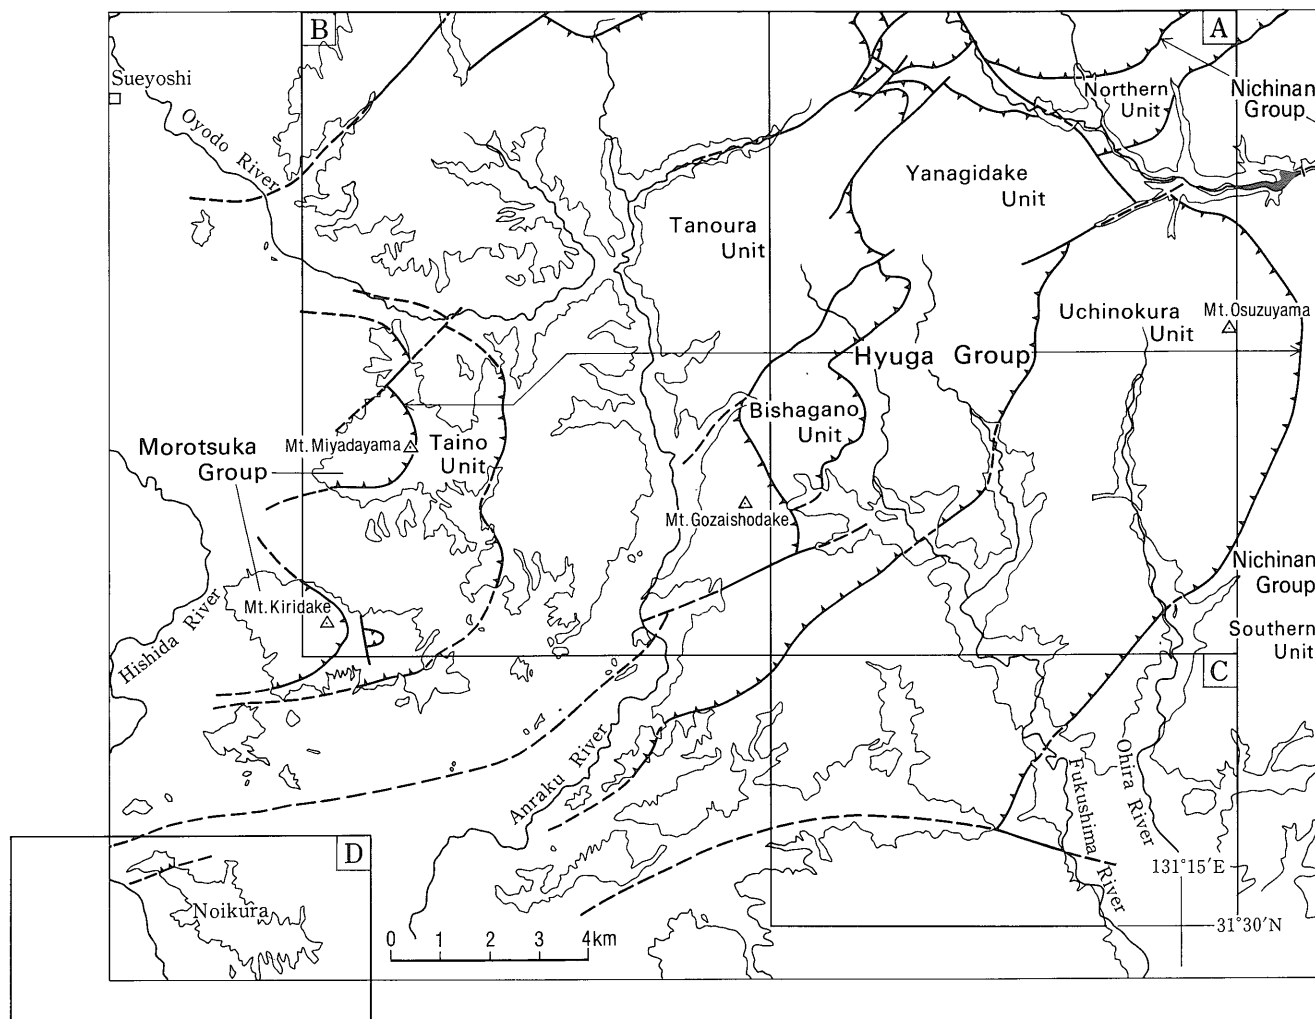 B
A
Sueyoshi
Oyodo River
Northern
Unit
Nichinan
Group
Yanagidake
Unit
Tanoura
Unit
Uchinokura
Unit
Mt. Osuzuyama
Hyuga Group
Bishagano
Unit
Morotsuka
Group
Mt. Miyadayama
Taino
Unit
Mt. Gozaishodake
Hishida River
Mt. Kiridake
Nichinan
Group
Southern
Unit
C
Anraku River
Fukushima River
Ohira River
D
Noikura
131°15′E
31°30′N
0 1 2 3 4km